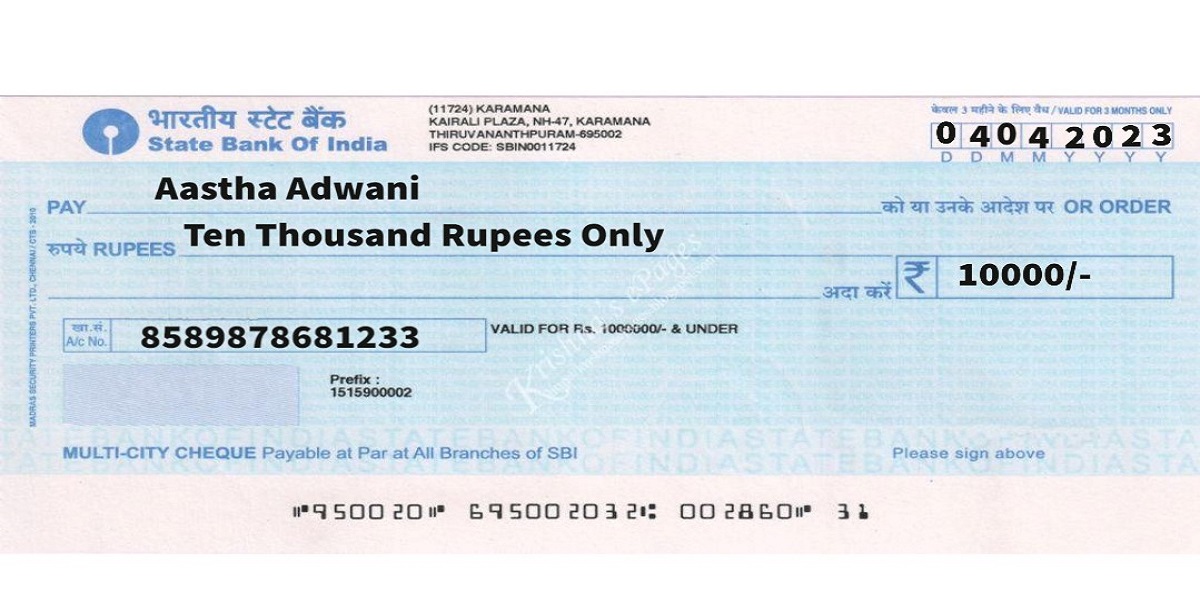 भारतीय स्टेट बैंक
State Bank Of India
(11724) KARAMANA
KAIRALI PLAZA, NH-47, KARAMANA
THIRUVANANTHPURAM-695002
IFS CODE: SBIN0011724
केवल 3 महीने के लिए वैध / VALID FOR 3 MONTHS ONLY
0 4 0 4 2 0 2 3
D D M M Y Y Y Y
PAY Aastha Adwani को या उनके आदेश पर OR ORDER
रुपये RUPEES Ten Thousand Rupees Only
अदा करें ₹ 10000/-
खा.सं.
A/c No. 8589878681233
VALID FOR Rs. 1000000/- & UNDER
Prefix :
1515900002
MADRAS SECURITY PRINTERS PVT. LTD., CHENNAI / CTS - 2010
STATEBANKOFINDIASTATEBANKOFINDIASTA
MULTI-CITY CHEQUE Payable at Par at All Branches of SBI
Please sign above
⑈950020⑈ 695002032⑆ 002860⑈ 31